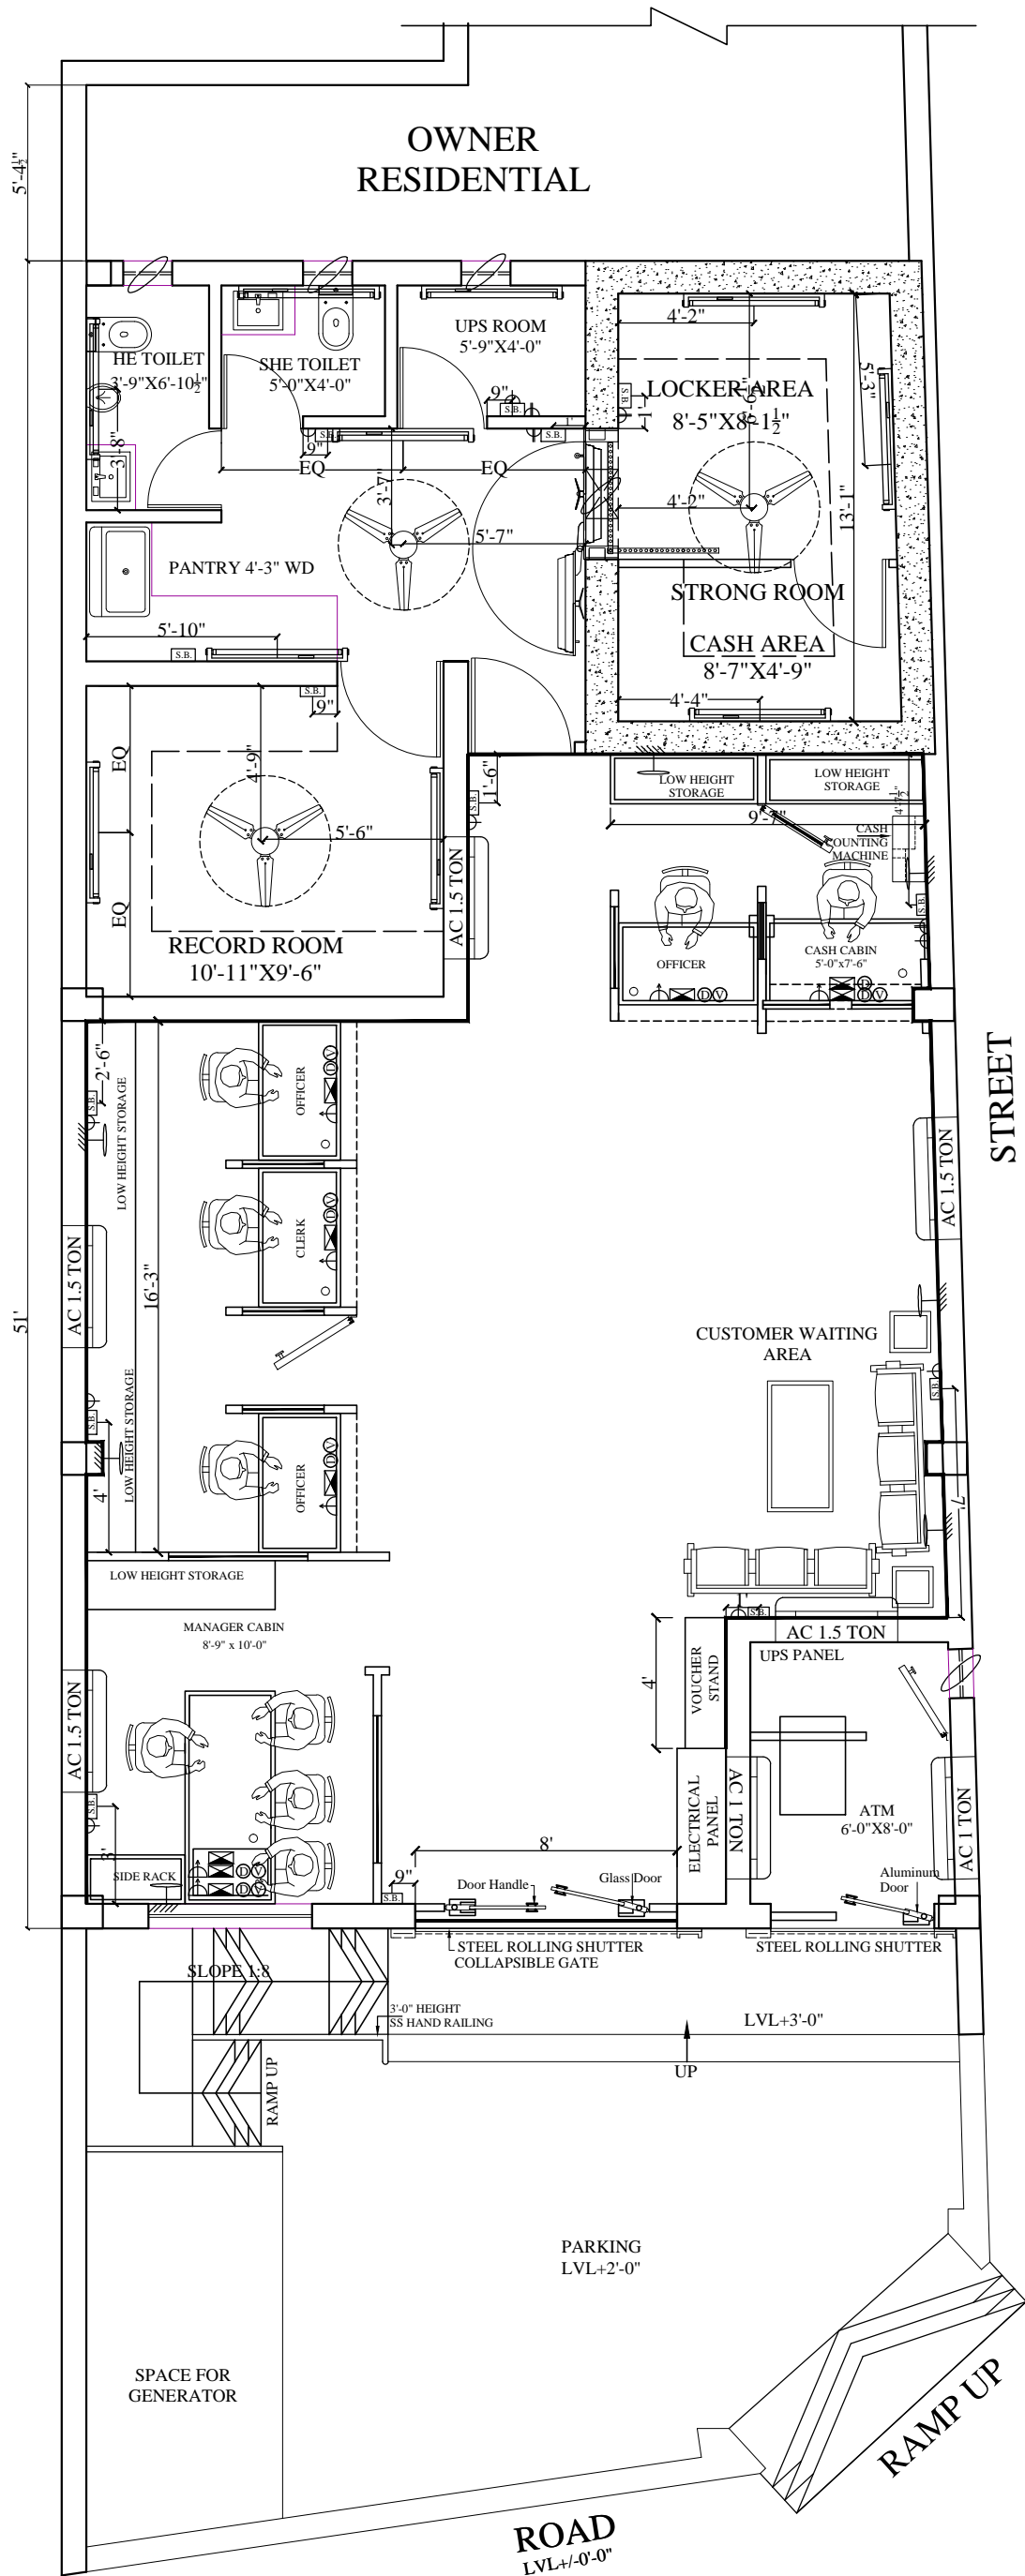 OWNER
RESIDENTIAL
5'-4½"
HE TOILET
3'-9"X6'-10½"
SHE TOILET
5'-0"X4'-0"
UPS ROOM
5'-9"X4'-0"
4'-2"
LOCKER AREA
8'-5"X8'-1½"
5'-3"
9"
S.B.
1'
1'
S.B.
9"
S.B.
EQ
EQ
3'-8"
3'-7"
5'-7"
4'-2"
13'-1"
PANTRY 4'-3" WD
STRONG ROOM
CASH AREA
8'-7"X4'-9"
5'-10"
S.B.
4'-4"
S.B.
9"
EQ
4'-9"
5'-6"
EQ
RECORD ROOM
10'-11"X9'-6"
AC 1.5 TON
1'-6"
S.B.
LOW HEIGHT
STORAGE
LOW HEIGHT
STORAGE
9'-7"
4'-7½"
CASH
COUNTING
MACHINE
S.B.
OFFICER
CASH CABIN
5'-0"x7'-6"
D V
D
D V
STREET
2'-6"
S.B.
LOW HEIGHT STORAGE
OFFICER
D V
CLERK
D V
AC 1.5 TON
AC 1.5 TON
16'-3"
51'
CUSTOMER WAITING
AREA
S.B.
7'
LOW HEIGHT STORAGE
S.B.
4'
OFFICER
D V
LOW HEIGHT STORAGE
MANAGER CABIN
8'-9" x 10'-0"
1'
S.B.
AC 1.5 TON
UPS PANEL
4'
VOUCHER
STAND
AC 1.5 TON
S.B.
3'
SIDE RACK
D V
D V
ELECTRICAL
PANEL
AC 1 TON
ATM
6'-0"X8'-0"
AC 1 TON
8'
9"
S.B.
Door Handle
Glass Door
Aluminum
Door
STEEL ROLLING SHUTTER
COLLAPSIBLE GATE
STEEL ROLLING SHUTTER
SLOPE 1:8
3'-0" HEIGHT
SS HAND RAILING
LVL+3'-0"
UP
RAMP UP
PARKING
LVL+2'-0"
SPACE FOR
GENERATOR
RAMP UP
ROAD
LVL+/-0'-0"